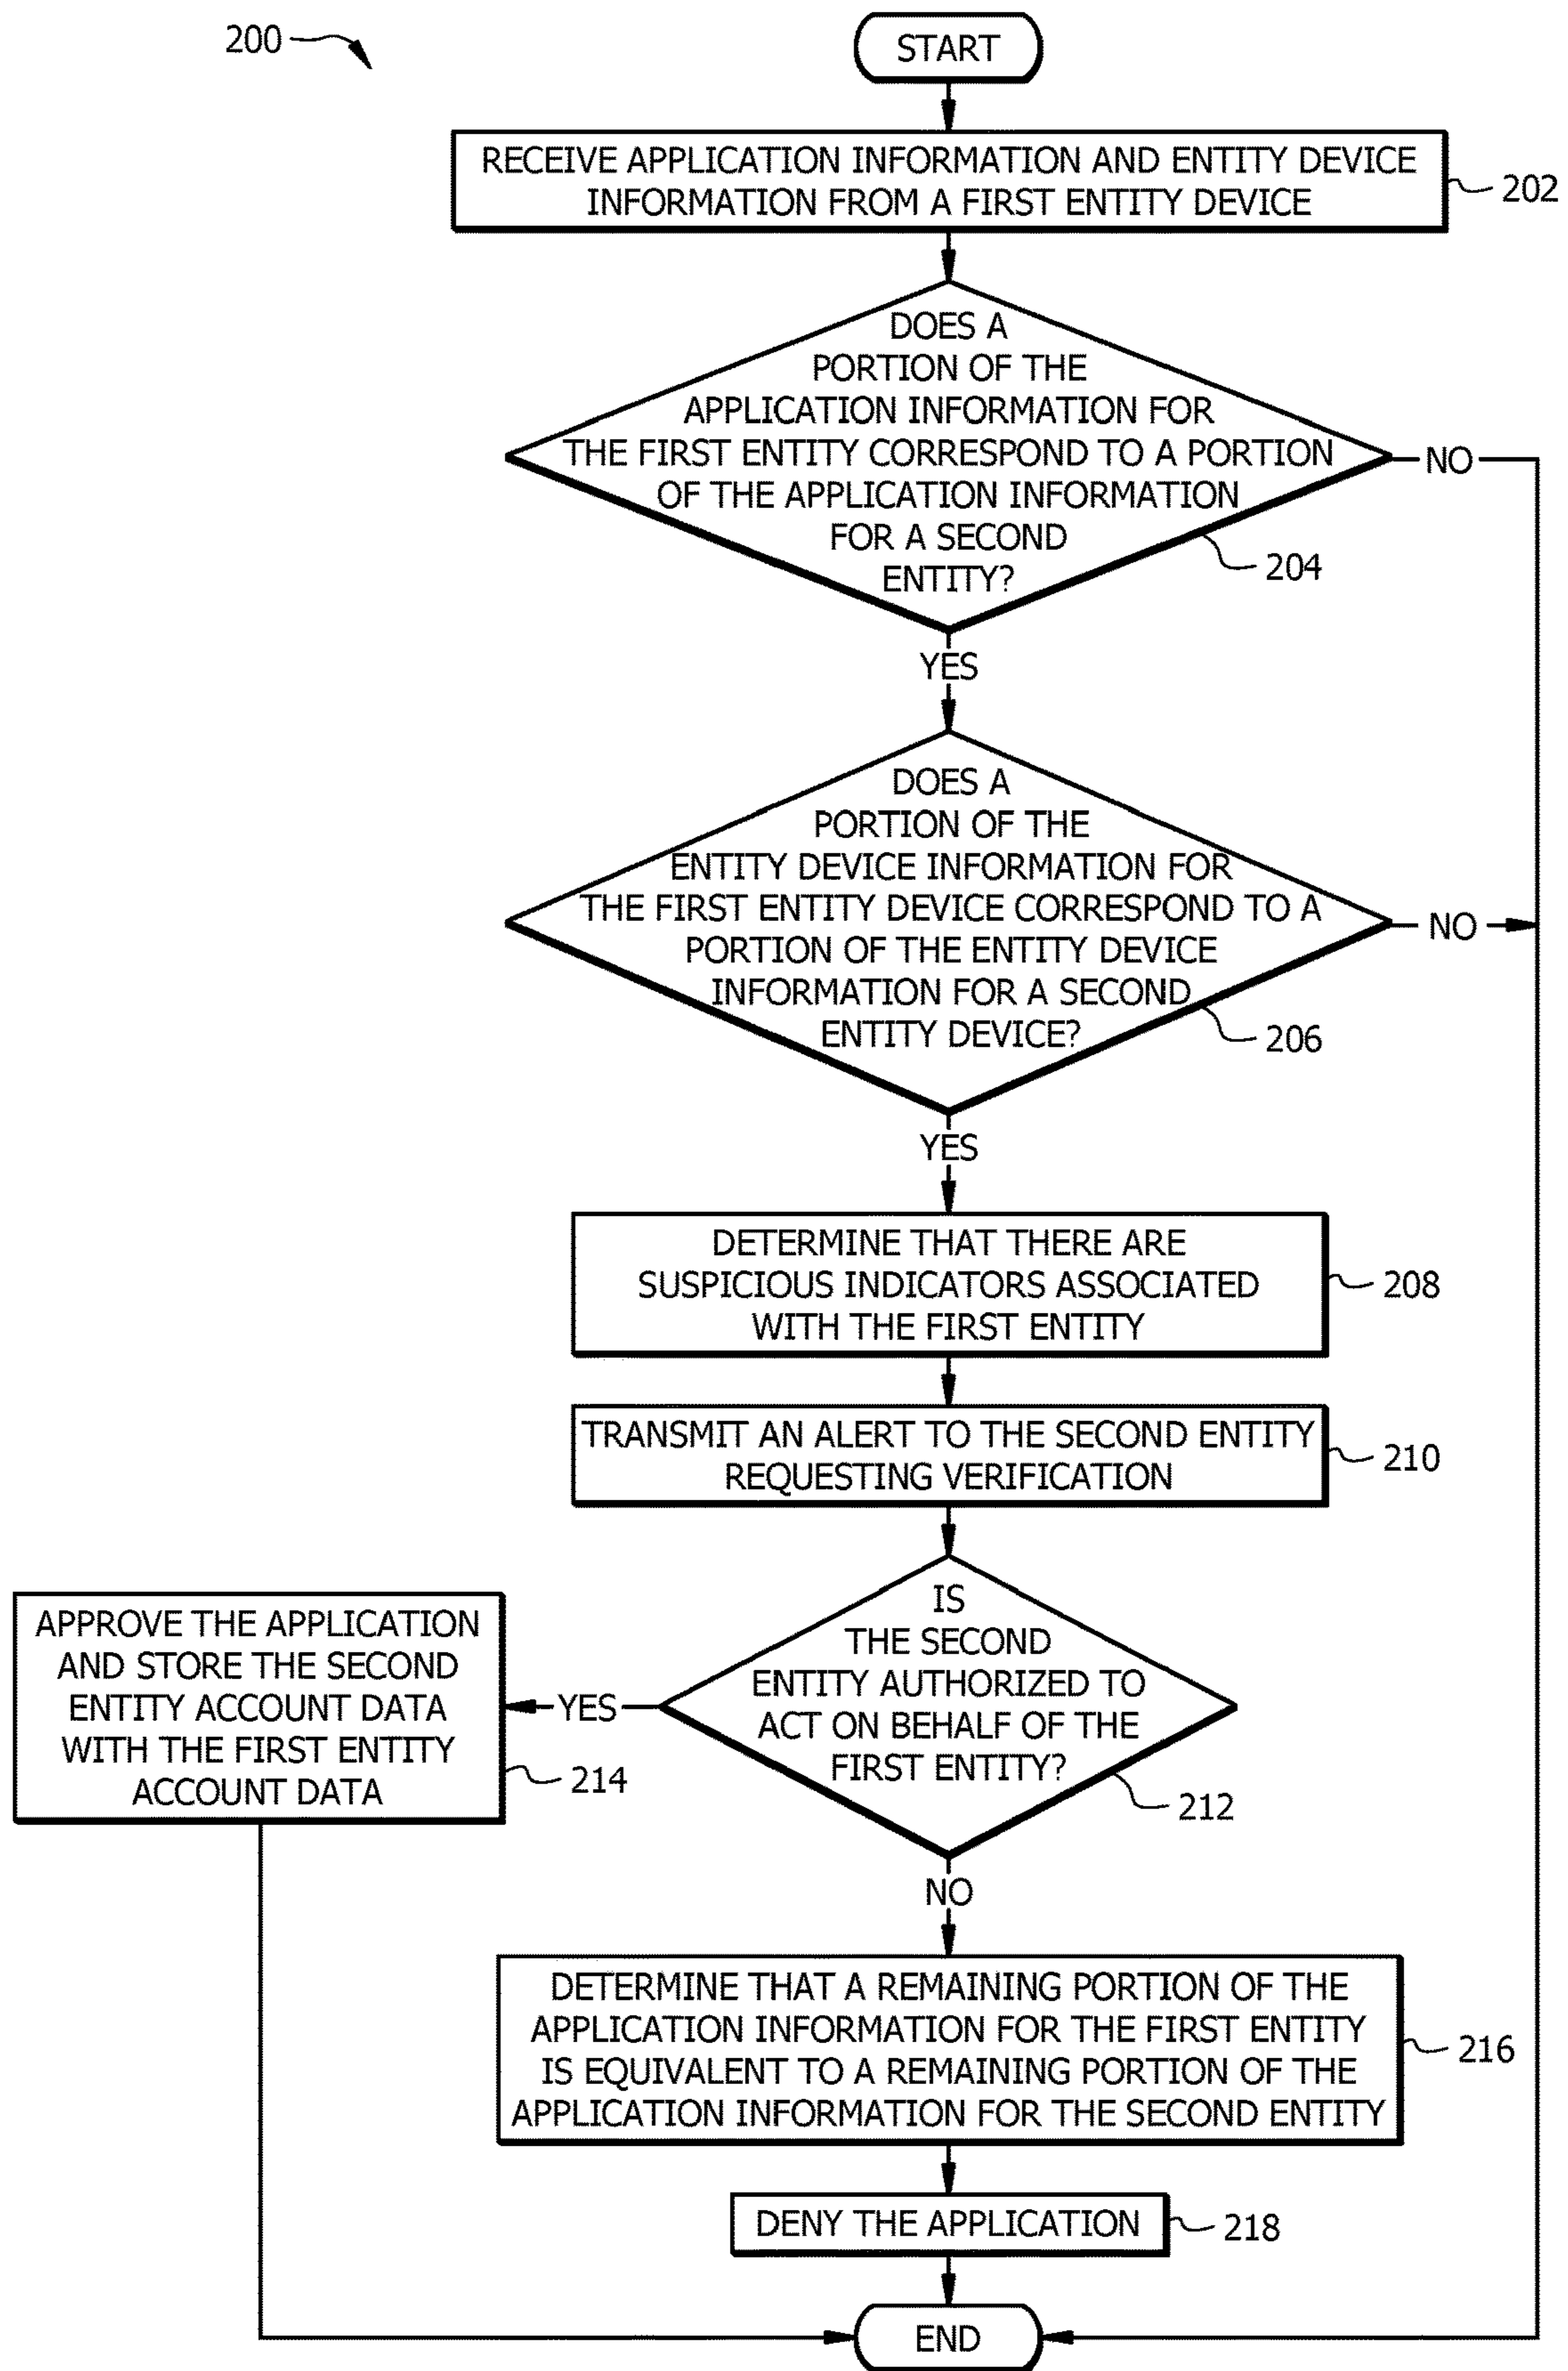 200
START
RECEIVE APPLICATION INFORMATION AND ENTITY DEVICE
INFORMATION FROM A FIRST ENTITY DEVICE
202
DOES A
PORTION OF THE
APPLICATION INFORMATION FOR
THE FIRST ENTITY CORRESPOND TO A PORTION
OF THE APPLICATION INFORMATION
FOR A SECOND
ENTITY?
NO
204
YES
DOES A
PORTION OF THE
ENTITY DEVICE INFORMATION FOR
THE FIRST ENTITY DEVICE CORRESPOND TO A
PORTION OF THE ENTITY DEVICE
INFORMATION FOR A SECOND
ENTITY DEVICE?
NO
206
YES
DETERMINE THAT THERE ARE
SUSPICIOUS INDICATORS ASSOCIATED
WITH THE FIRST ENTITY
208
TRANSMIT AN ALERT TO THE SECOND ENTITY
REQUESTING VERIFICATION
210
IS
THE SECOND
ENTITY AUTHORIZED TO
ACT ON BEHALF OF THE
FIRST ENTITY?
212
YES
APPROVE THE APPLICATION
AND STORE THE SECOND
ENTITY ACCOUNT DATA
WITH THE FIRST ENTITY
ACCOUNT DATA
214
NO
DETERMINE THAT A REMAINING PORTION OF THE
APPLICATION INFORMATION FOR THE FIRST ENTITY
IS EQUIVALENT TO A REMAINING PORTION OF THE
APPLICATION INFORMATION FOR THE SECOND ENTITY
216
DENY THE APPLICATION
218
END